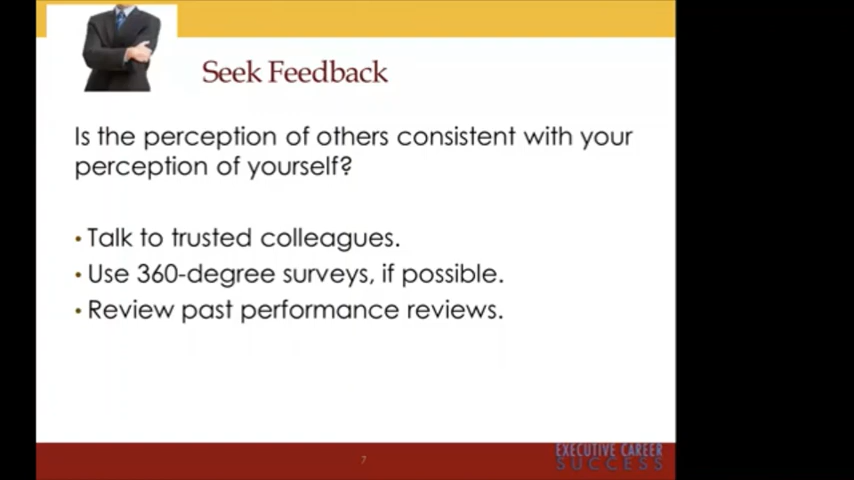 Seek Feedback
Is the perception of others consistent with your
perception of yourself?
• Talk to trusted colleagues.
• Use 360-degree surveys, if possible.
• Review past performance reviews.
7
EXECUTIVE CAREER
SUCCESS